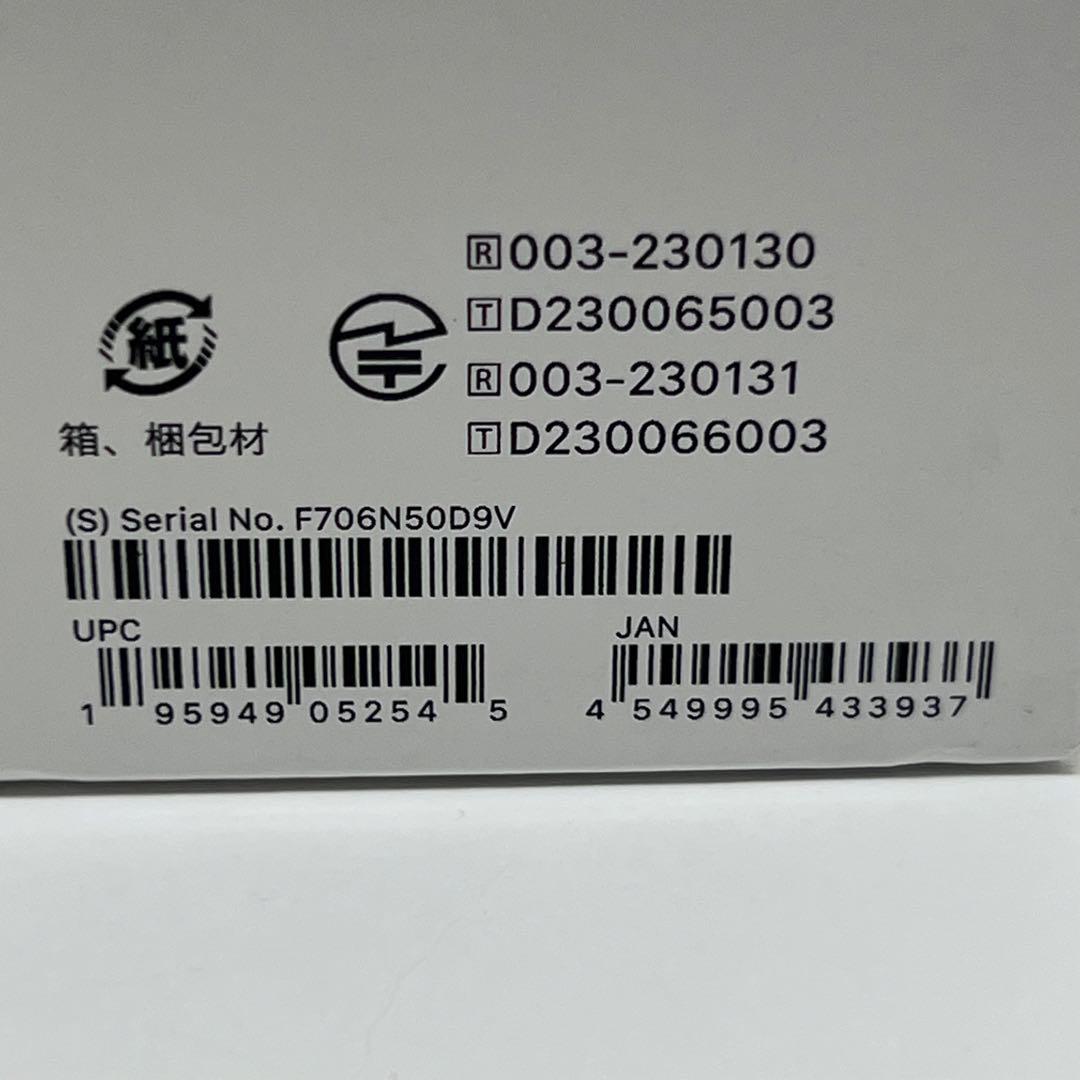 🅁003-230130
🅃D230065003
🅁003-230131
🅃D230066003
紙
箱、梱包材
(S) Serial No. F706N50D9V
UPC
1 95949 05254 5
JAN
4 549995 433937